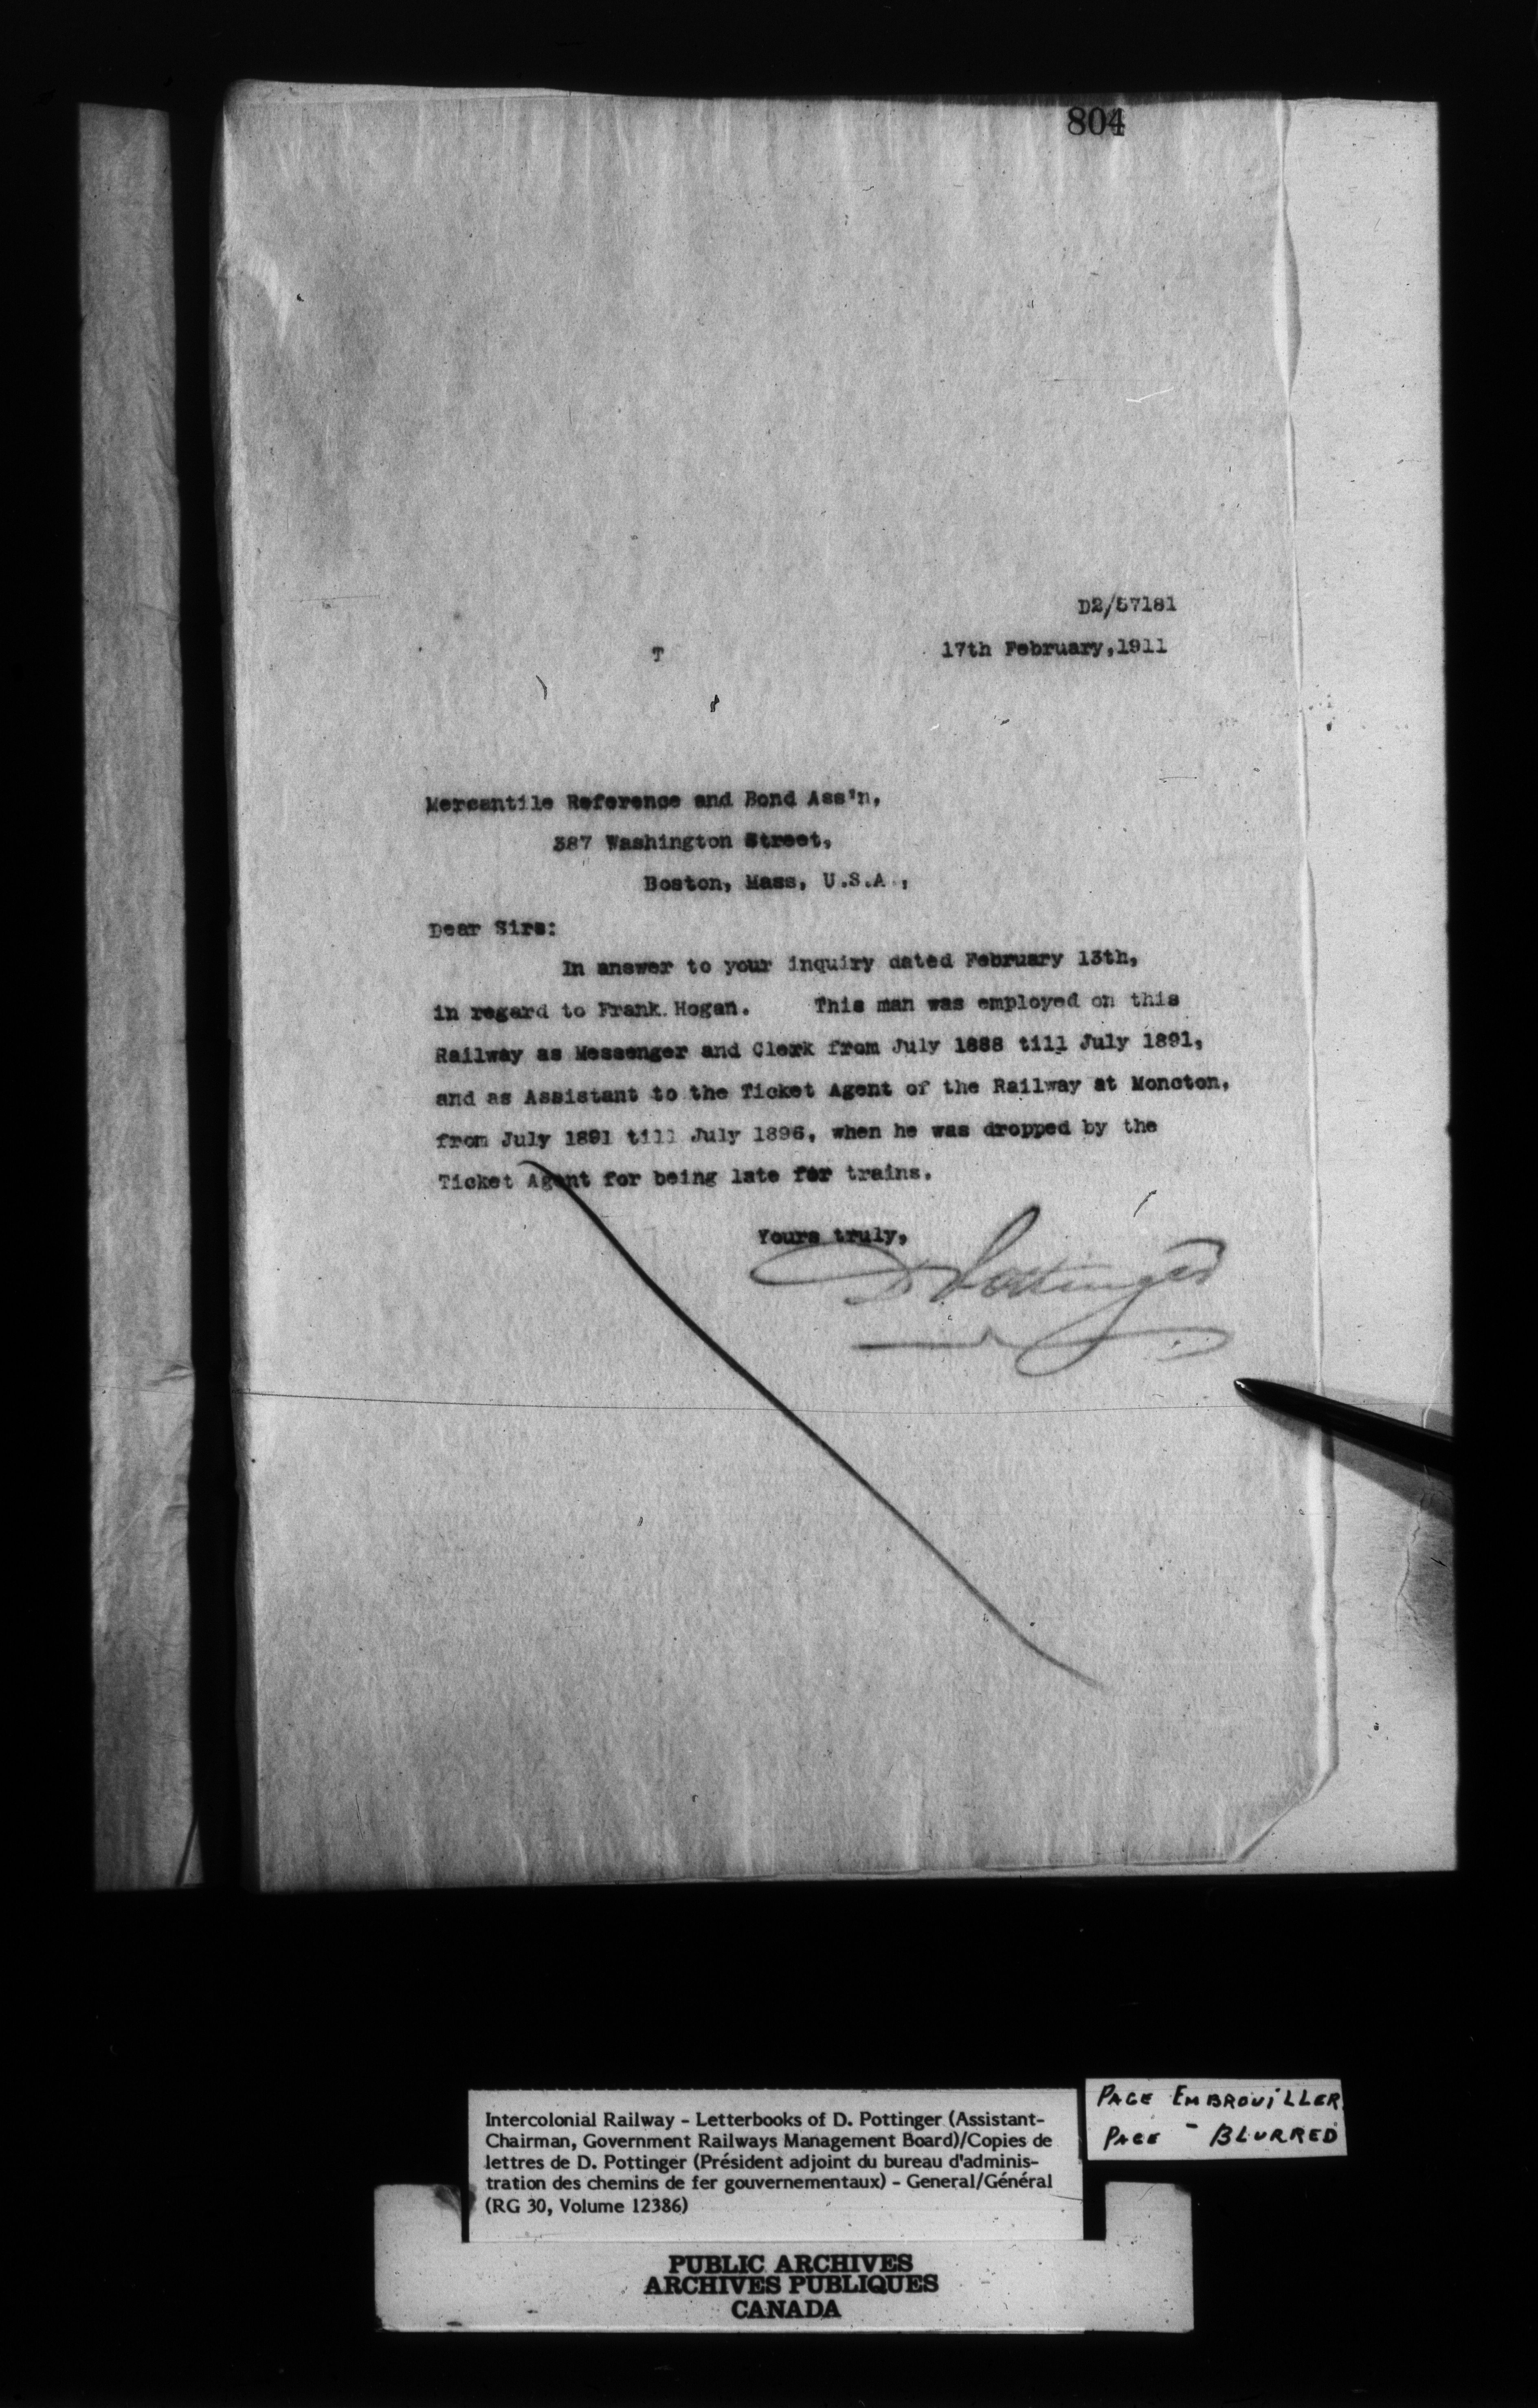 804
D2/57181
T
17th February,1911
Mercantile Reference and Bond Ass'n,
387 Washington Street,
Boston, Mass, U.S.A.,
Dear Sirs:
In answer to your inquiry dated February 13th,
in regard to Frank Hogan. This man was employed on this
Railway as Messenger and Clerk from July 1888 till July 1891,
and as Assistant to the Ticket Agent of the Railway at Moncton,
from July 1891 till July 1896, when he was dropped by the
Ticket Agent for being late for trains.
Yours truly,
D Pottinger
Intercolonial Railway - Letterbooks of D. Pottinger (Assistant-
Chairman, Government Railways Management Board)/Copies de
lettres de D. Pottinger (Président adjoint du bureau d'adminis-
tration des chemins de fer gouvernementaux) - General/Général
(RG 30, Volume 12386)
PAGE EMBROUILLER
PAGE - BLURRED
PUBLIC ARCHIVES
ARCHIVES PUBLIQUES
CANADA